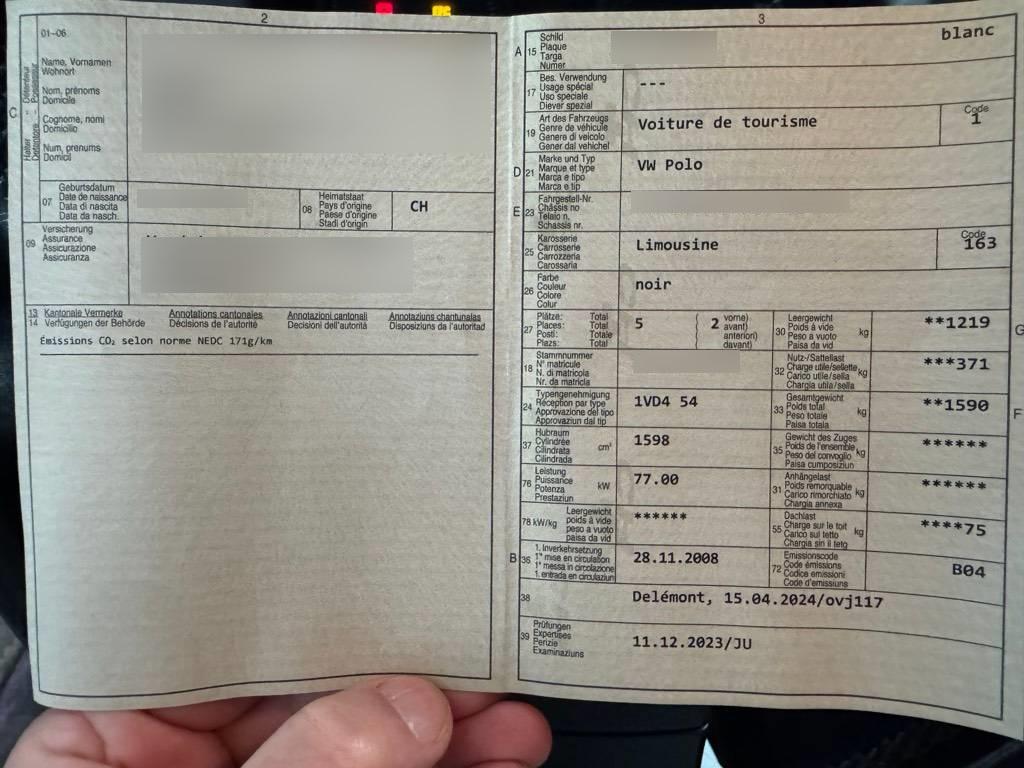 2
01-06
Name, Vornamen
Wohnort
Nom, prénoms
Domicile
Cognome, nomi
Domicilio
Num, prenums
Domicil
C
Halter - Détenteur
Detentore - Possessur
07
Geburtsdatum
Date de naissance
Data di nascita
Data da nasch.
08
Heimatstaat
Pays d'origine
Paese d'origine
Stadi d'origin
CH
09
Versicherung
Assurance
Assicurazione
Assicuranza
13 Kantonale Vermerke Annotations cantonales Annotazioni cantonali Annotaziuns chantunalas
14 Verfügungen der Behörde Décisions de l'autorité Decisioni dell'autorità Disposiziuns da l'autoritad
Émissions CO₂ selon norme NEDC 171g/km
3
A 15
Schild
Plaque
Targa
Numer
blanc
17
Bes. Verwendung
Usage spécial
Uso speciale
Diever spezial
---
19
Art des Fahrzeugs
Genre de véhicule
Genere di veicolo
Gener dal vehichel
Voiture de tourisme
Code
1
D 21
Marke und Typ
Marque et type
Marca e tipo
Marca e tip
VW Polo
E 23
Fahrgestell-Nr.
Châssis no
Telaio n.
Schassis nr.
25
Karosserie
Carrosserie
Carrozzeria
Carossaria
Limousine
Code
163
26
Farbe
Couleur
Colore
Colur
noir
27
Plätze: Total
Places: Total
Posti: Totale
Plazs: Total
5
2
vorne)
avant)
anteriori)
davant)
30
Leergewicht
Poids à vide
Peso a vuoto
Paisa da vid
kg
**1219
G
18
Stammnummer
N° matricule
N. di matricola
Nr. da matricla
32
Nutz-/Sattellast
Charge utile/sellette
Carico utile/sella
Chargia utila/sella
kg
***371
24
Typengenehmigung
Réception par type
Approvazione del tipo
Approvaziun dal tip
1VD4 54
33
Gesamtgewicht
Poids total
Peso totale
Paisa totala
kg
**1590
F
37
Hubraum
Cylindrée
Cilindrata
Cilindrada
cm³
1598
35
Gewicht des Zuges
Poids de l'ensemble
Peso del convoglio
Paisa cumposiziun
kg
******
76
Leistung
Puissance
Potenza
Prestaziun
kW
77.00
31
Anhängelast
Poids remorquable
Carico rimorchiato
Chargia annexa
kg
******
78 kW/kg
Leergewicht
poids à vide
peso a vuoto
paisa da vid
******
55
Dachlast
Charge sur le toit
Carico sul tetto
Chargia sin il tetg
kg
****75
B 36
1. Inverkehrsetzung
1ʳᵉ mise en circulation
1ª messa in circolazione
1. entrada en circulaziun
28.11.2008
72
Emissionscode
Code émissions
Codice emissioni
Code d'emissiuns
B04
38
Delémont, 15.04.2024/ovj117
39
Prüfungen
Expertises
Perizie
Examinaziuns
11.12.2023/JU